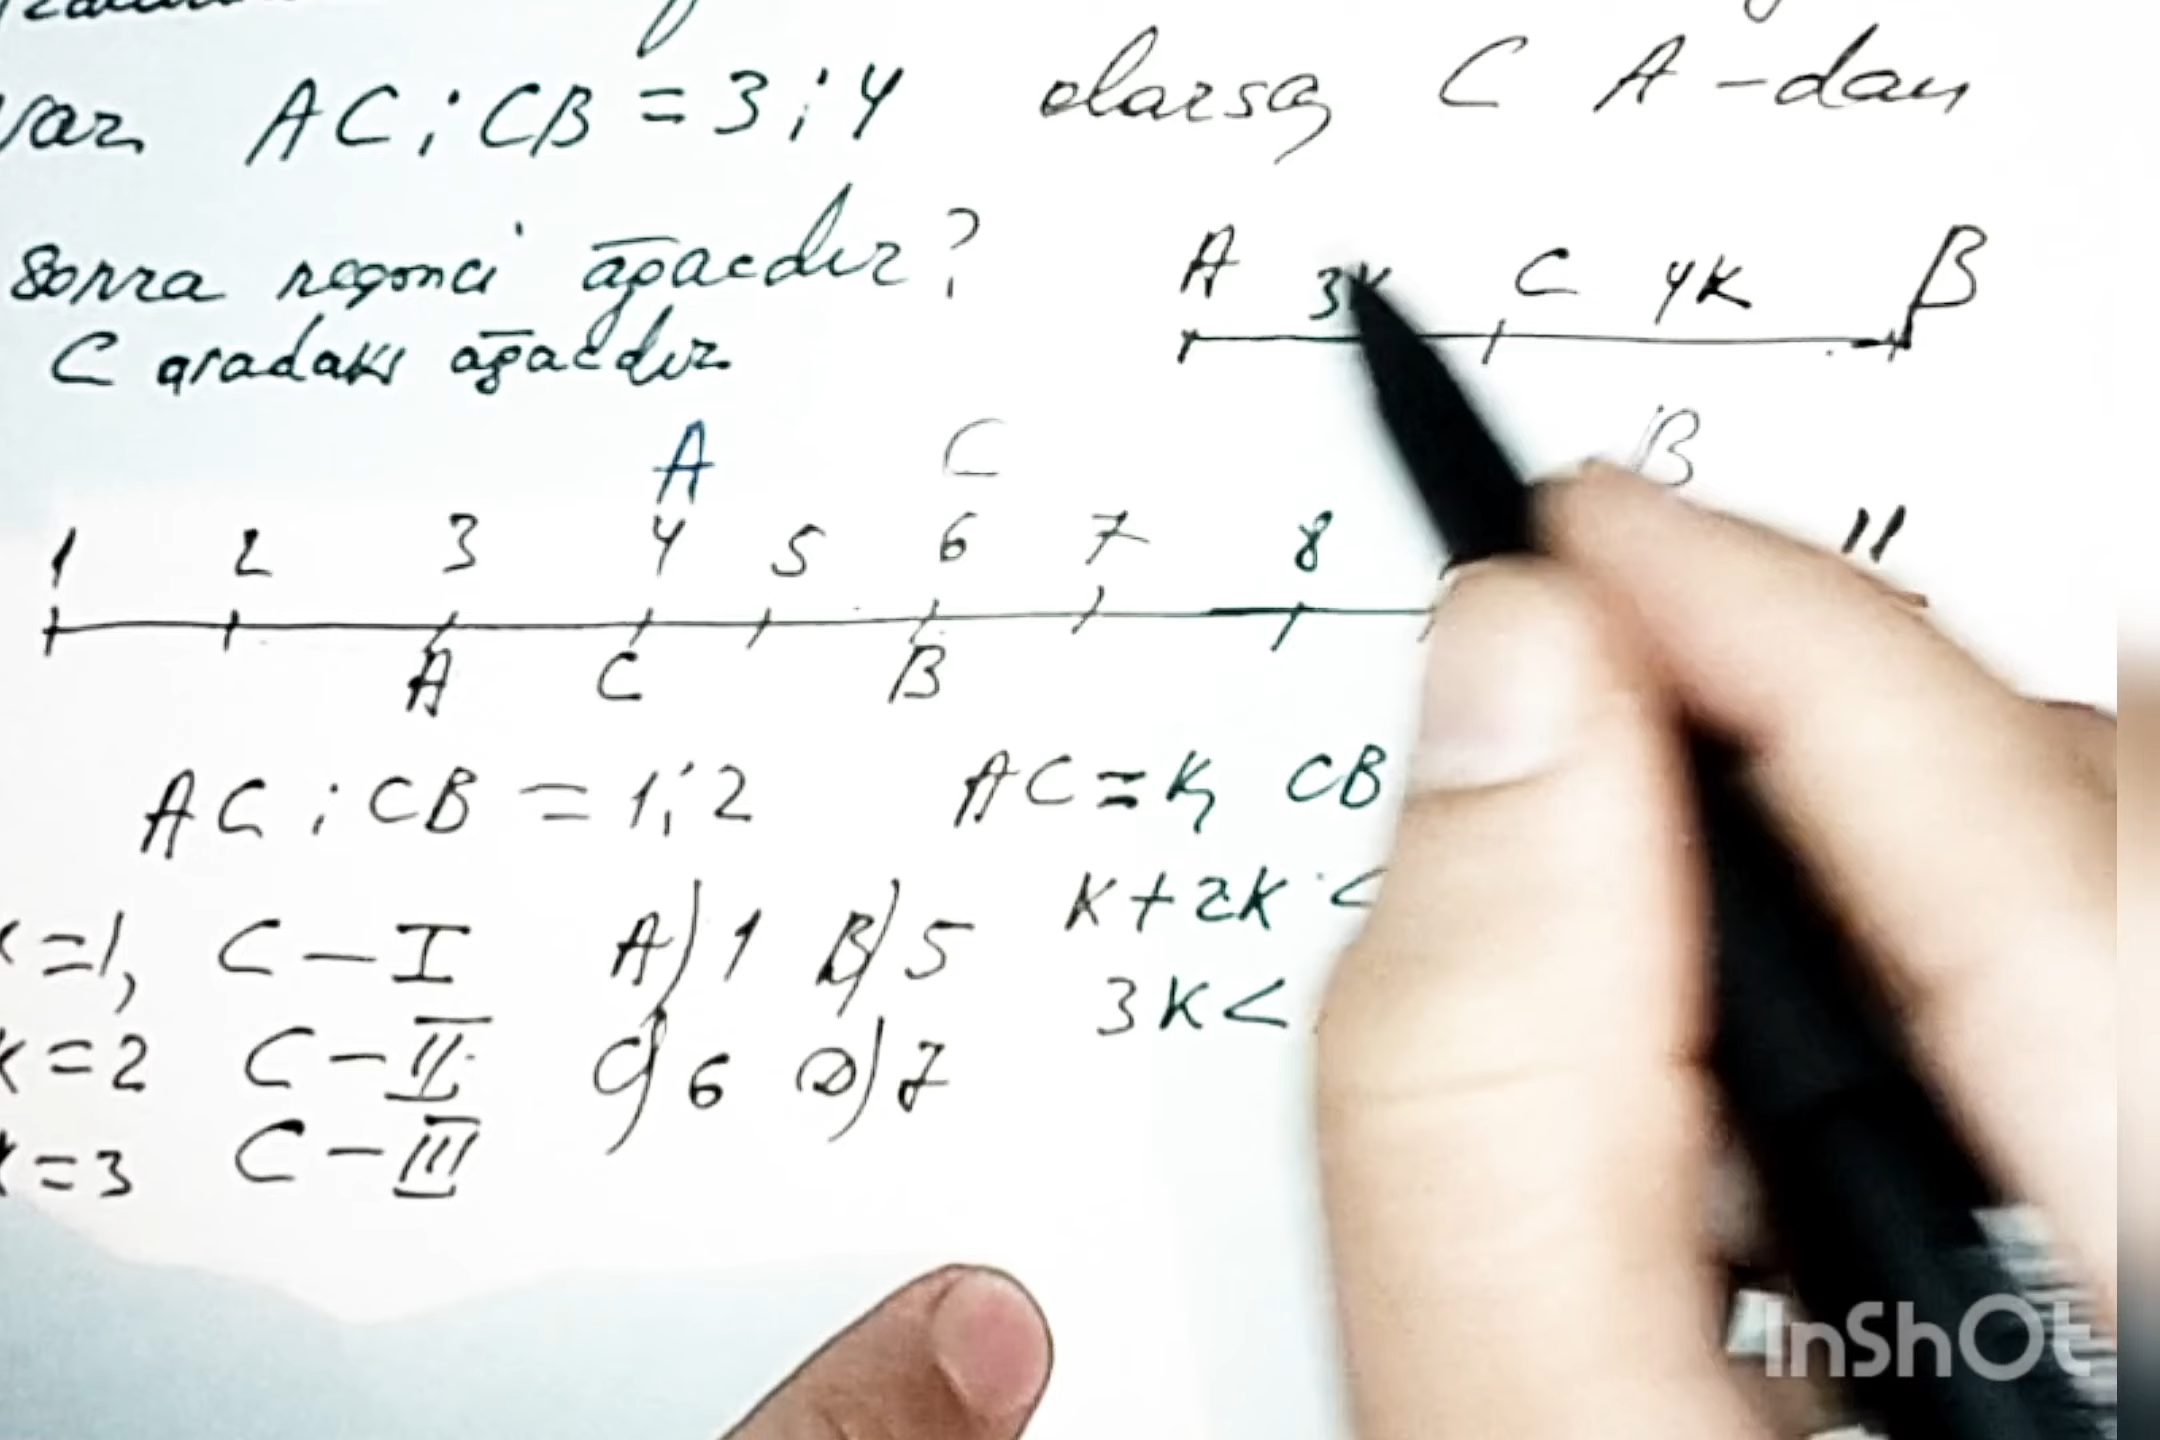 var AC:CB=3:4 olarsa, C A-dan
sonra neçənci ağacdır?
C aradakı ağacdır
A 3K C 4K B
A C B
1 2 3 4 5 6 7 8 11
A C B
AC:CB=1:2 AC=K, CB
K+2K<
3K<
K=1, C-I A)1 B)5
K=2 C-II C)6 D)7
K=3 C-III
InShOt